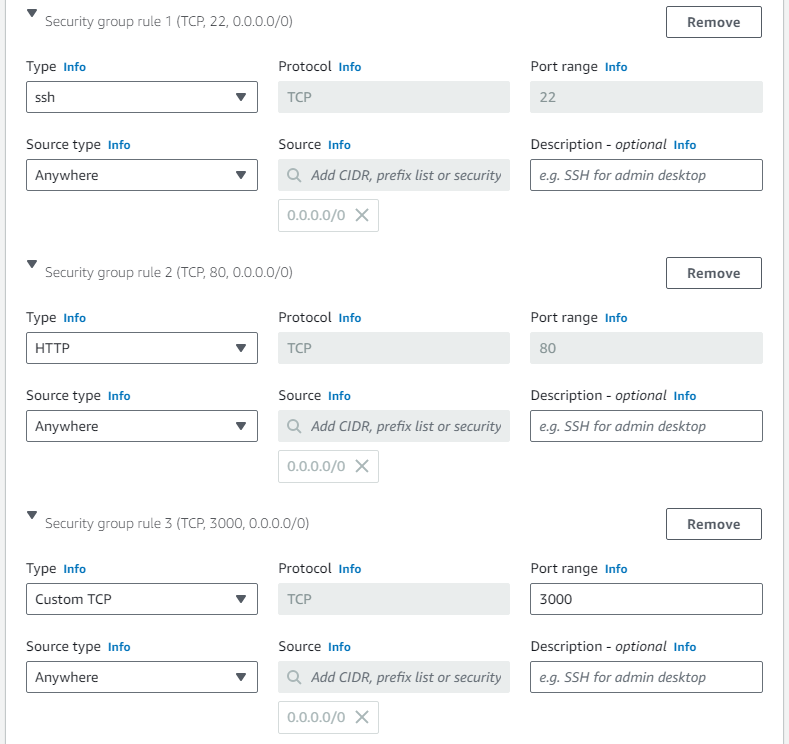 Security group rule 1 (TCP, 22, 0.0.0.0/0) Remove
Type Info Protocol Info Port range Info
ssh TCP 22
Source type Info Source Info Description - optional Info
Anywhere Add CIDR, prefix list or security e.g. SSH for admin desktop
0.0.0.0/0
Security group rule 2 (TCP, 80, 0.0.0.0/0) Remove
Type Info Protocol Info Port range Info
HTTP TCP 80
Source type Info Source Info Description - optional Info
Anywhere Add CIDR, prefix list or security e.g. SSH for admin desktop
0.0.0.0/0
Security group rule 3 (TCP, 3000, 0.0.0.0/0) Remove
Type Info Protocol Info Port range Info
Custom TCP TCP 3000
Source type Info Source Info Description - optional Info
Anywhere Add CIDR, prefix list or security e.g. SSH for admin desktop
0.0.0.0/0